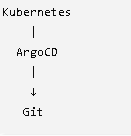 Kubernetes
|
ArgoCD
|
↓
Git